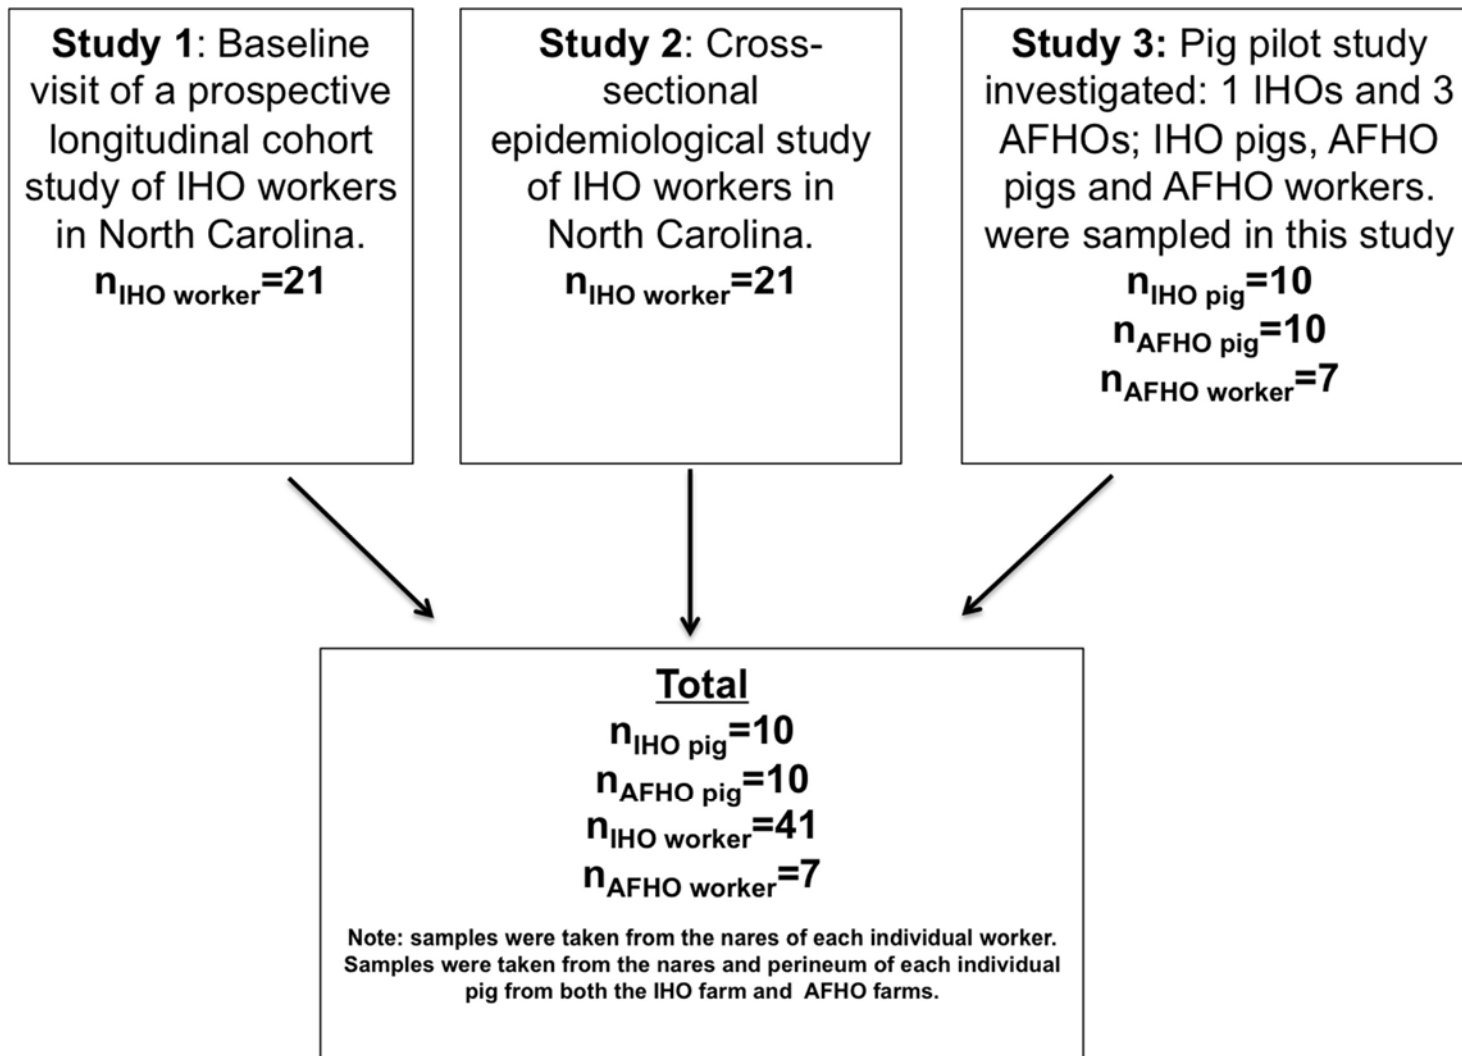 Study 1: Baseline
visit of a prospective
longitudinal cohort
study of IHO workers
in North Carolina.
nIHO worker=21
Study 2: Cross-
sectional
epidemiological study
of IHO workers in
North Carolina.
nIHO worker=21
Study 3: Pig pilot study
investigated: 1 IHOs and 3
AFHOs; IHO pigs, AFHO
pigs and AFHO workers.
were sampled in this study
nIHO pig=10
nAFHO pig=10
nAFHO worker=7
Total
nIHO pig=10
nAFHO pig=10
nIHO worker=41
nAFHO worker=7
Note: samples were taken from the nares of each individual worker.
Samples were taken from the nares and perineum of each individual
pig from both the IHO farm and AFHO farms.